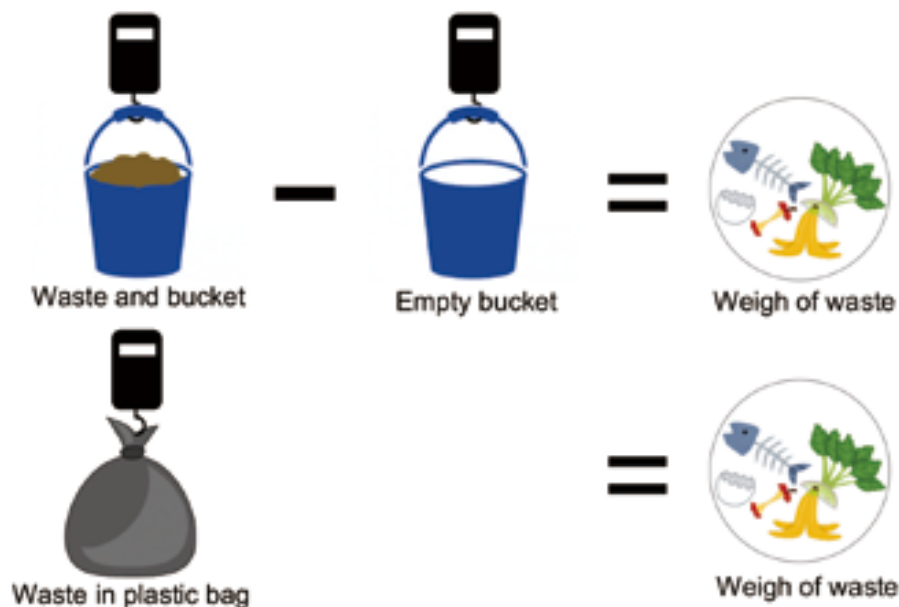 Waste and bucket
Empty bucket
Weigh of waste
Waste in plastic bag
Weigh of waste